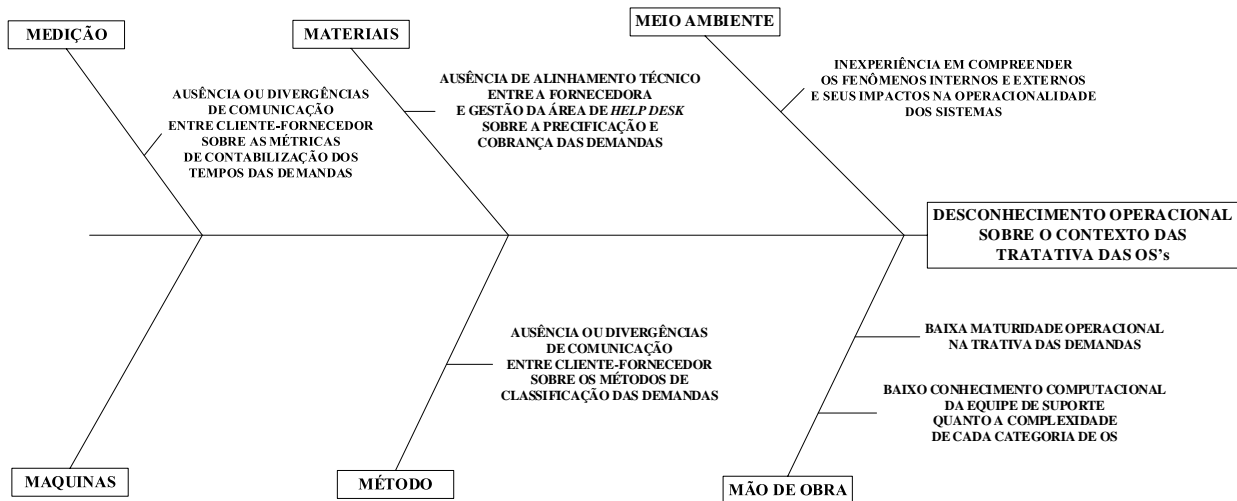 MEDIÇÃO
MATERIAIS
MEIO AMBIENTE
AUSÊNCIA OU DIVERGÊNCIAS
DE COMUNICAÇÃO
ENTRE CLIENTE-FORNECEDOR
SOBRE AS MÉTRICAS
DE CONTABILIZAÇÃO DOS
TEMPOS DAS DEMANDAS
AUSÊNCIA DE ALINHAMENTO TÉCNICO
ENTRE A FORNECEDORA
E GESTÃO DA ÁREA DE HELP DESK
SOBRE A PRECIFICAÇÃO E
COBRANÇA DAS DEMANDAS
INEXPERIÊNCIA EM COMPREENDER
OS FENÔMENOS INTERNOS E EXTERNOS
E SEUS IMPACTOS NA OPERACIONALIDADE
DOS SISTEMAS
DESCONHECIMENTO OPERACIONAL
SOBRE O CONTEXTO DAS
TRATATIVA DAS OS's
AUSÊNCIA OU DIVERGÊNCIAS
DE COMUNICAÇÃO
ENTRE CLIENTE-FORNECEDOR
SOBRE OS MÉTODOS DE
CLASSIFICAÇÃO DAS DEMANDAS
BAIXA MATURIDADE OPERACIONAL
NA TRATIVA DAS DEMANDAS
BAIXO CONHECIMENTO COMPUTACIONAL
DA EQUIPE DE SUPORTE
QUANTO A COMPLEXIDADE
DE CADA CATEGORIA DE OS
MAQUINAS
MÉTODO
MÃO DE OBRA